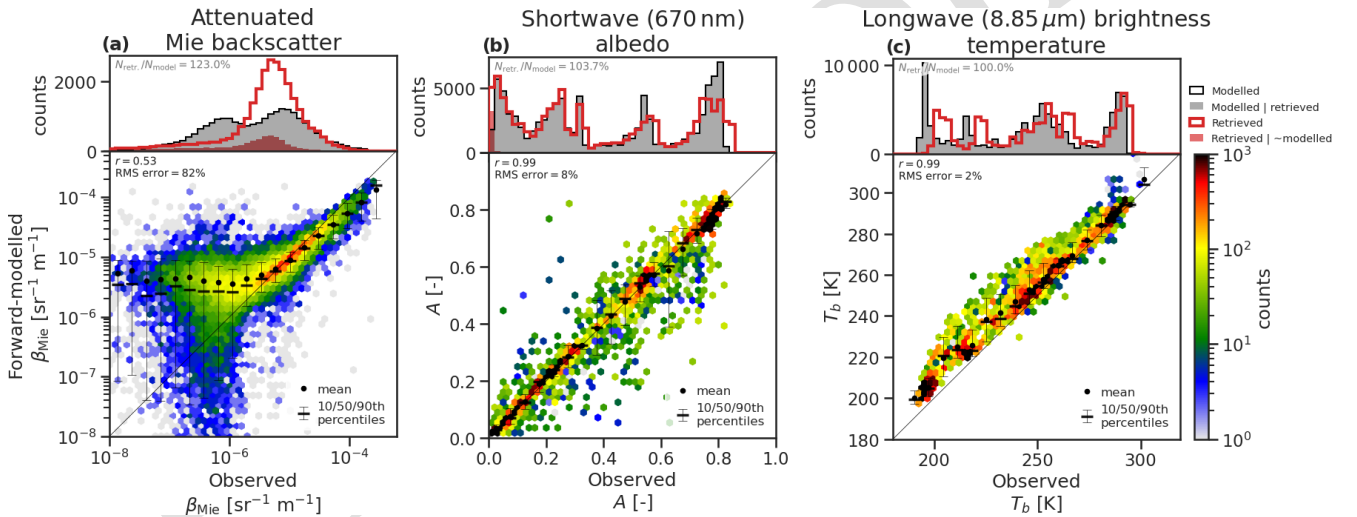 Attenuated
Mie backscatter
Shortwave (670 nm)
albedo
Longwave (8.85 μm) brightness
temperature
(a)
N_retr./N_model = 123.0%
2000
0
counts
(b)
N_retr./N_model = 103.7%
5000
0
counts
(c)
N_retr./N_model = 100.0%
10 000
0
counts
Modelled
Modelled | retrieved
Retrieved
Retrieved | ~modelled
r = 0.53
RMS error = 82%
10⁻⁴
10⁻⁵
10⁻⁶
10⁻⁷
10⁻⁸
Forward-modelled
β_Mie [sr⁻¹ m⁻¹]
mean
10/50/90th
percentiles
10⁻⁸
10⁻⁶
10⁻⁴
Observed
β_Mie [sr⁻¹ m⁻¹]
r = 0.99
RMS error = 8%
0.8
0.6
0.4
0.2
0.0
A [-]
mean
10/50/90th
percentiles
0.0
0.2
0.4
0.6
0.8
1.0
Observed
A [-]
r = 0.99
RMS error = 2%
300
280
260
240
220
200
180
T_b [K]
mean
10/50/90th
percentiles
200
250
300
Observed
T_b [K]
10³
10²
10¹
10⁰
counts